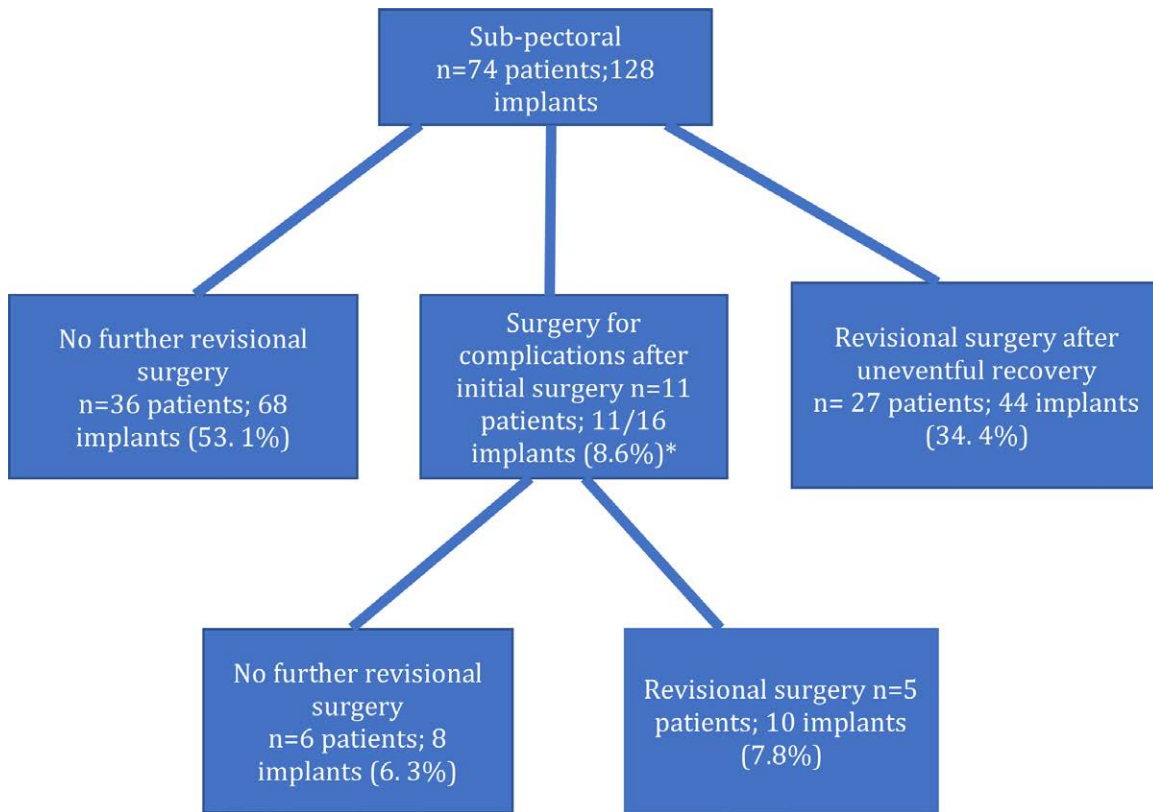 Sub-pectoral
n=74 patients;128
implants
No further revisional
surgery
n=36 patients; 68
implants (53. 1%)
Surgery for
complications after
initial surgery n=11
patients; 11/16
implants (8.6%)*
Revisional surgery after
uneventful recovery
n= 27 patients; 44 implants
(34. 4%)
No further revisional
surgery
n=6 patients; 8
implants (6. 3%)
Revisional surgery n=5
patients; 10 implants
(7.8%)